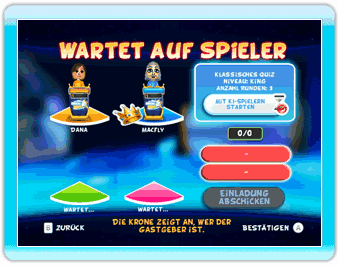 WARTET AUF SPIELER
KLASSISCHES QUIZ
NIVEAU: KING
ANZAHL RUNDEN: 3
MIT KI-SPIELERN
STARTEN
DANA
MACFLY
0/0
-
-
WARTET...
WARTET...
EINLADUNG
ABSCHICKEN
B ZURÜCK
DIE KRONE ZEIGT AN, WER DER
GASTGEBER IST.
BESTÄTIGEN A